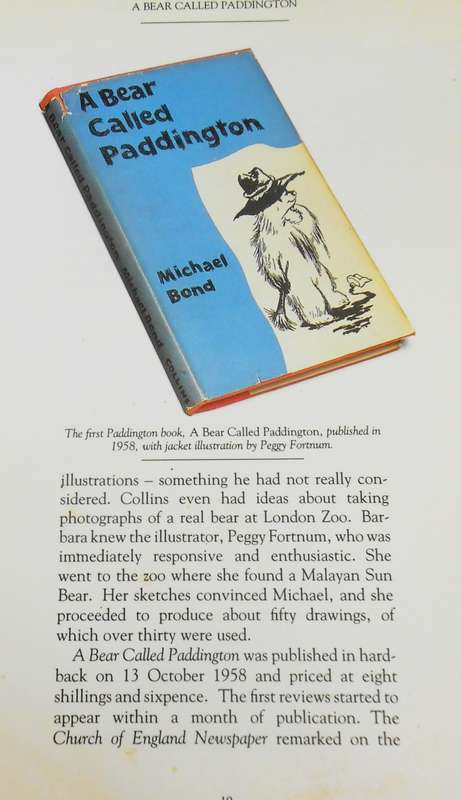 A BEAR CALLED PADDINGTON
A Bear
Called
Paddington
Michael
Bond
A Bear Called Paddington Michael Bond COLLINS
The first Paddington book, A Bear Called Paddington, published in
1958, with jacket illustration by Peggy Fortnum.
illustrations – something he had not really con-
sidered. Collins even had ideas about taking
photographs of a real bear at London Zoo. Bar-
bara knew the illustrator, Peggy Fortnum, who was
immediately responsive and enthusiastic. She
went to the zoo where she found a Malayan Sun
Bear. Her sketches convinced Michael, and she
proceeded to produce about fifty drawings, of
which over thirty were used.
A Bear Called Paddington was published in hard-
back on 13 October 1958 and priced at eight
shillings and sixpence. The first reviews started to
appear within a month of publication. The
Church of England Newspaper remarked on the